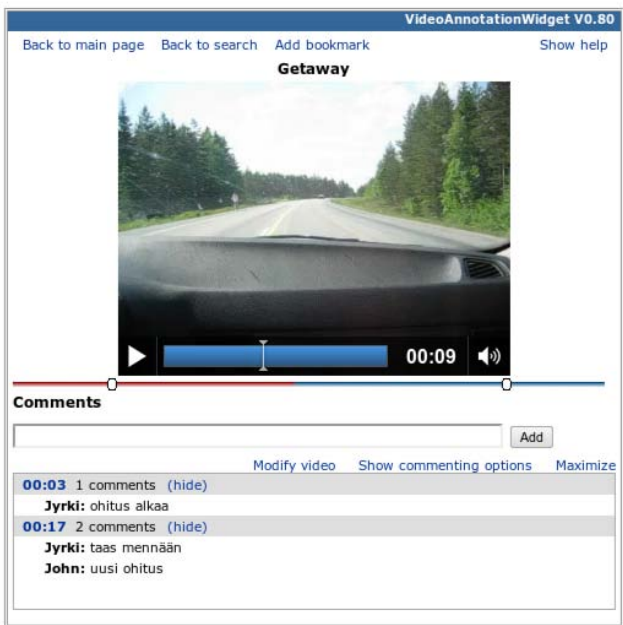 VideoAnnotationWidget V0.80
Back to main page Back to search Add bookmark Show help
Getaway
00:09
Comments
Add
Modify video Show commenting options Maximize
00:03 1 comments (hide)
Jyrki: ohitus alkaa
00:17 2 comments (hide)
Jyrki: taas mennään
John: uusi ohitus